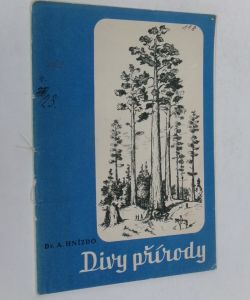 Dr. A. HNÍZDO
Divy přírody